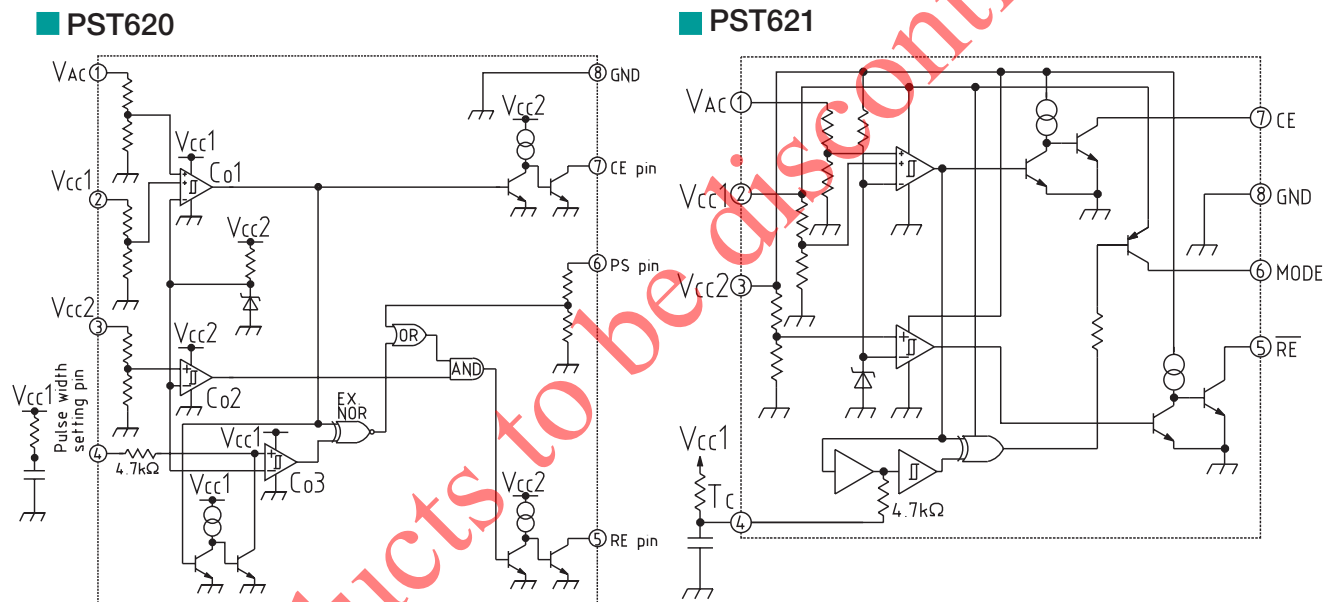 PST620
VAC 1
Vcc1
2
Vcc2
3
Vcc1
Pulse width
setting pin
4
4.7kΩ
Vcc1
Co1
Vcc2
Vcc2
Co2
Vcc1
Co3
Vcc1
EX.
NOR
OR
AND
Vcc2
Vcc2
8 GND
7 CE pin
6 PS pin
5 RE pin
PST621
VAC 1
Vcc1 2
Vcc2 3
Vcc1
Tc
4
4.7kΩ
7 CE
8 GND
6 MODE
5 RE
ducts to be discont